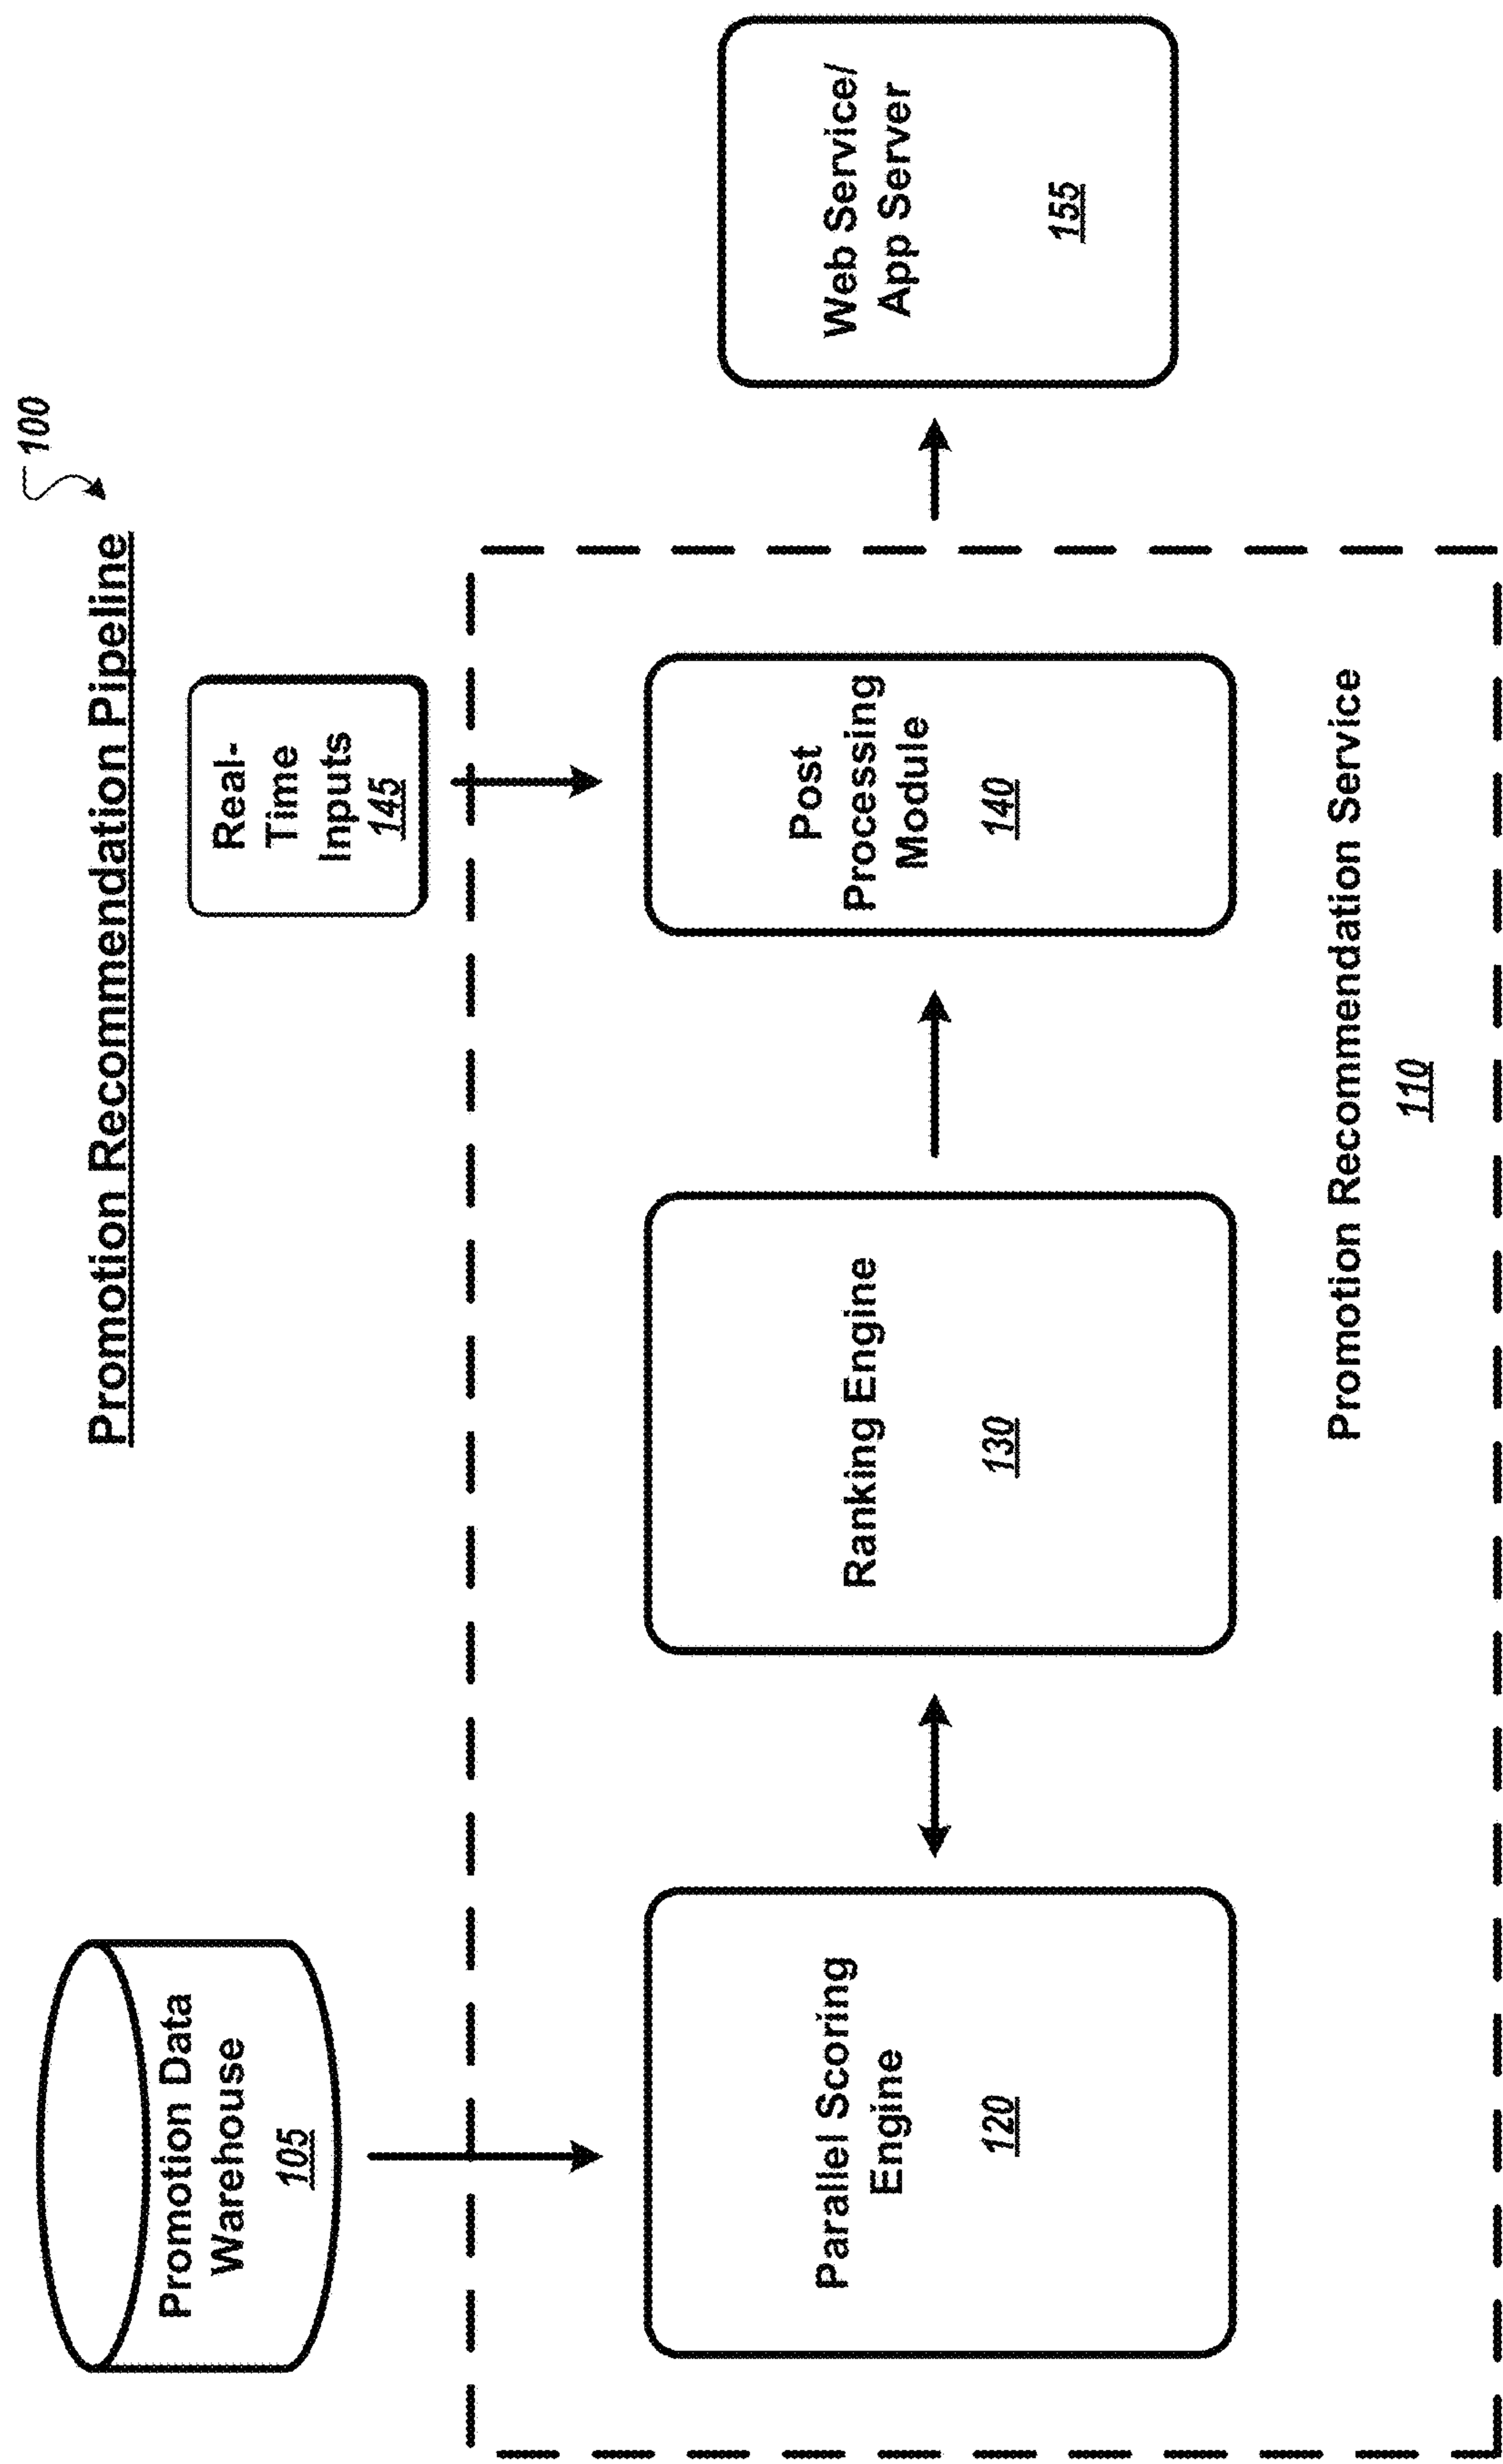 100
Promotion Recommendation Pipeline
Promotion Data
Warehouse
105
Real-
Time
Inputs
145
Parallel Scoring
Engine
120
Ranking Engine
130
Post
Processing
Module
140
Web Service/
App Server
155
Promotion Recommendation Service
110